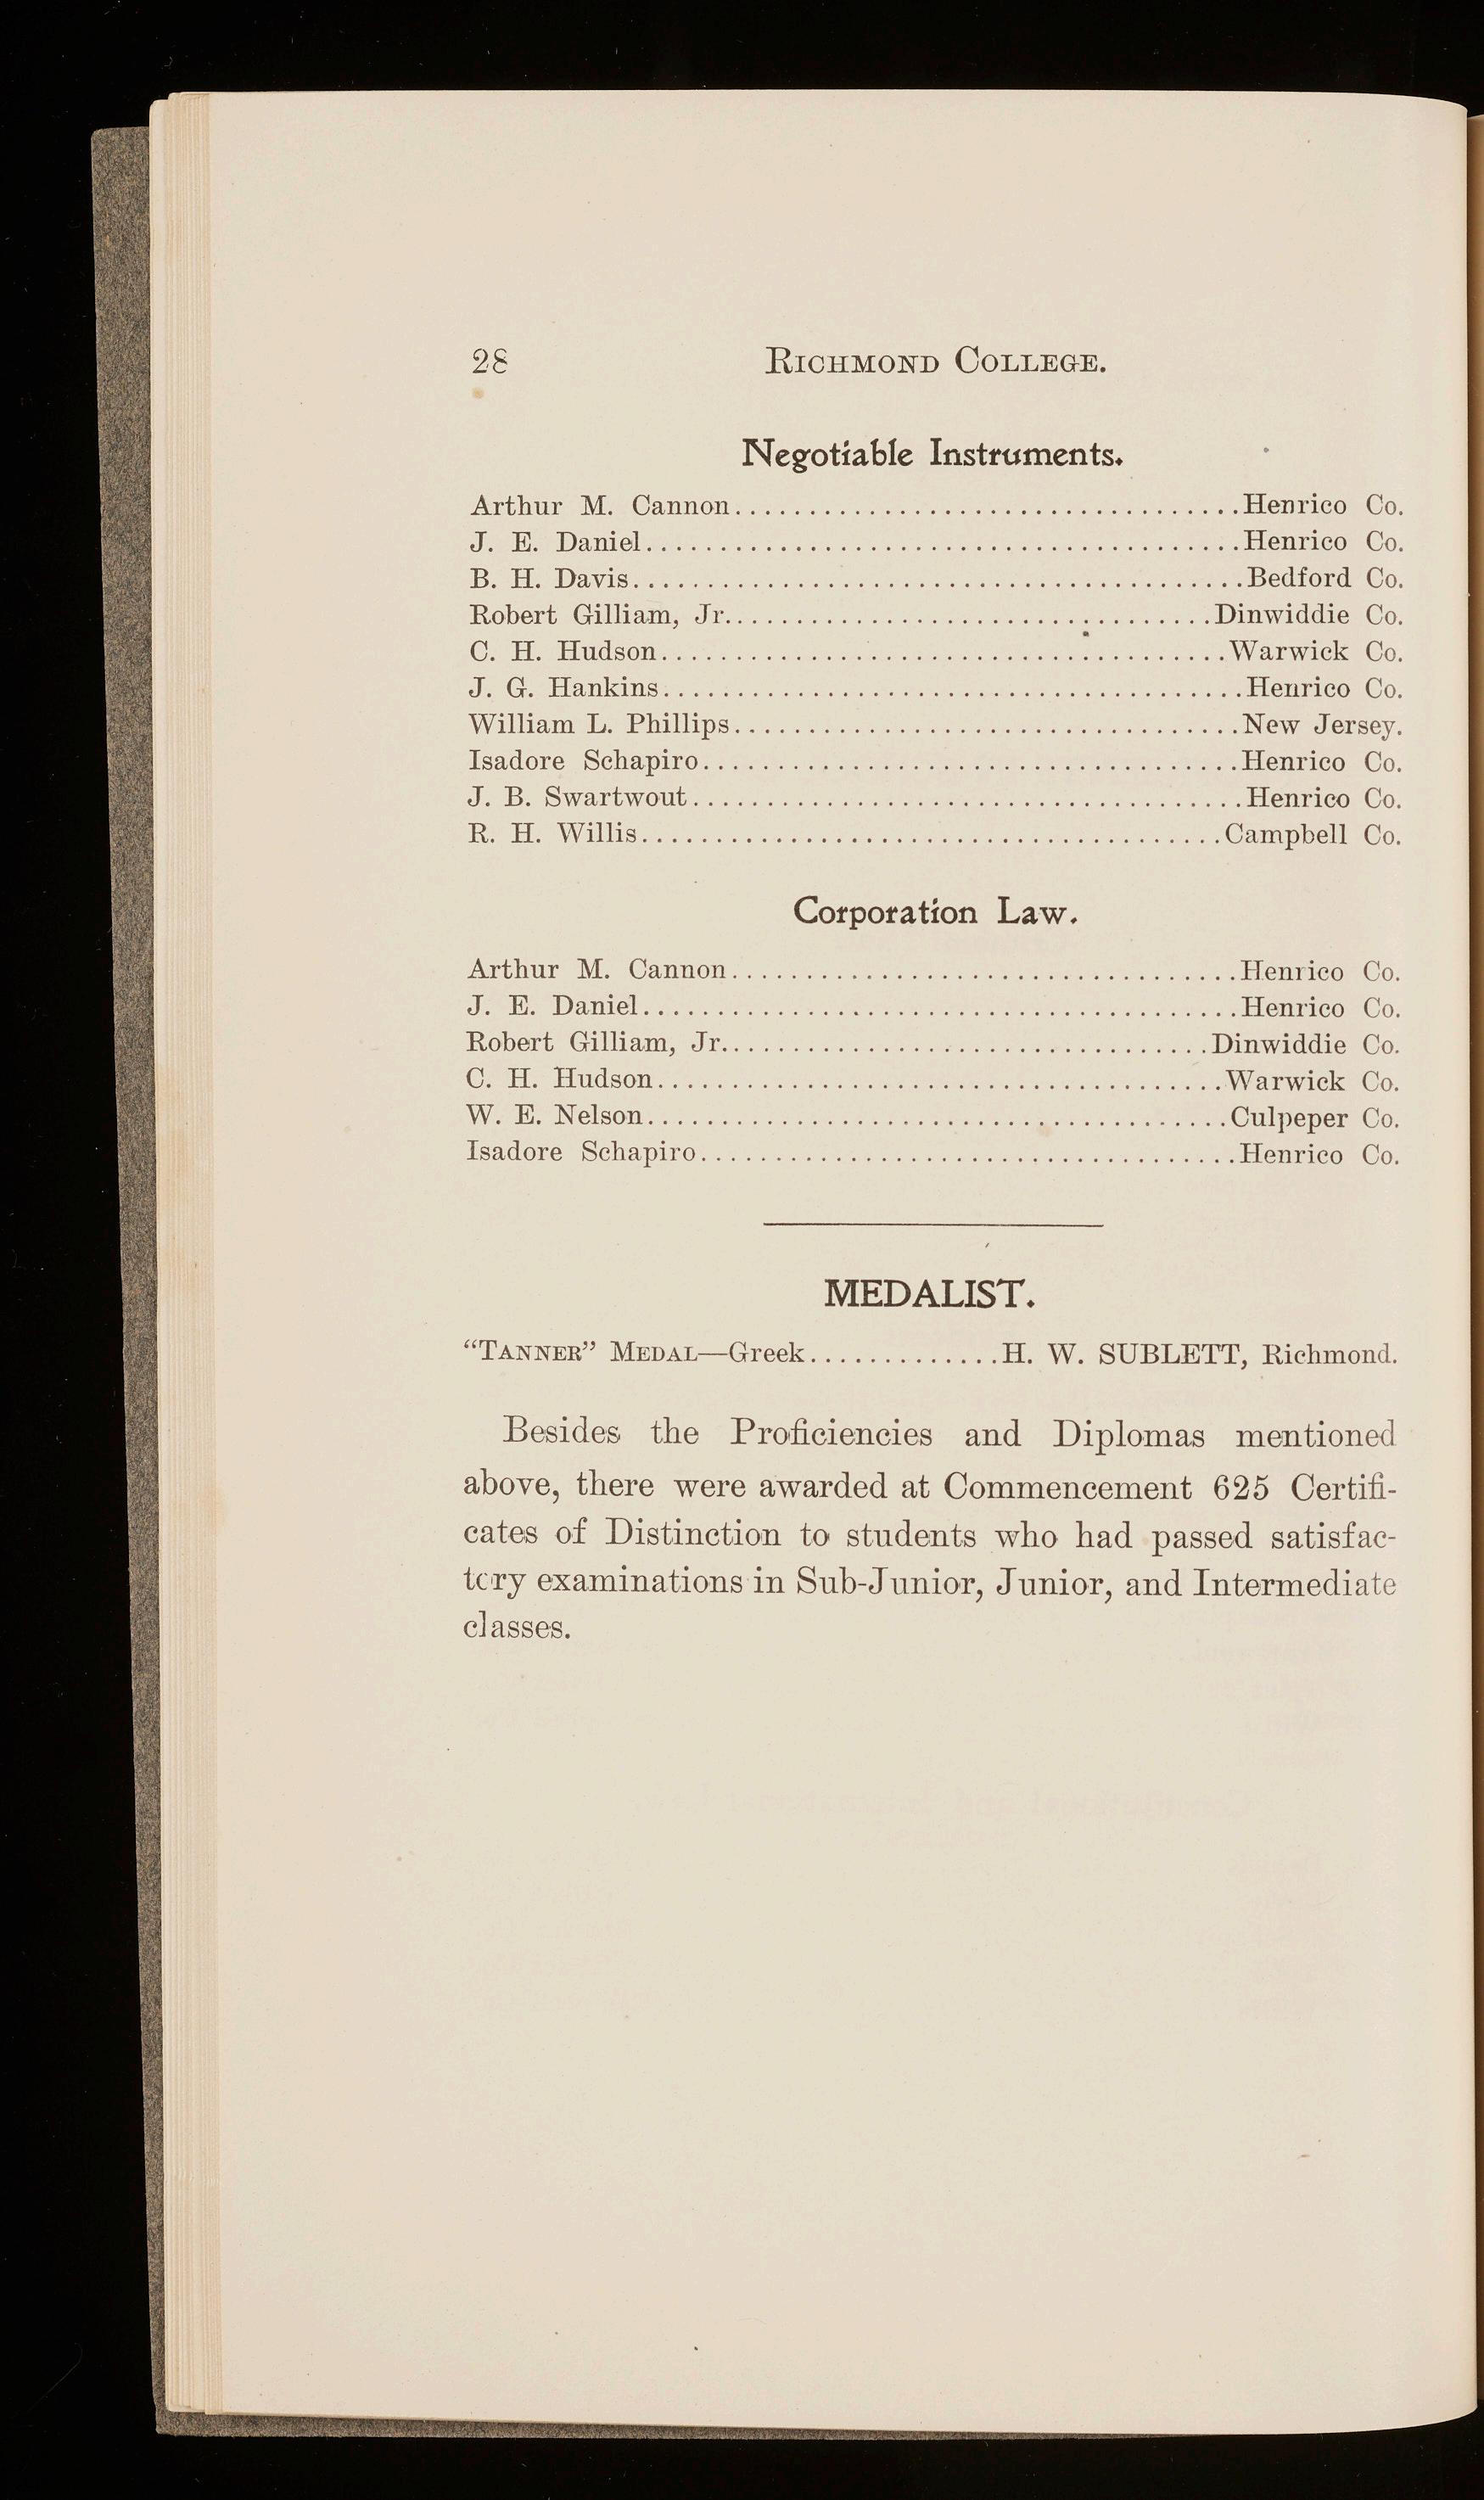 28 RICHMOND COLLEGE.
Negotiable Instruments.
Arthur M. Cannon..................................Henrico Co.
J. E. Daniel........................................Henrico Co.
B. H. Davis.........................................Bedford Co.
Robert Gilliam, Jr.................................Dinwiddie Co.
C. H. Hudson......................................Warwick Co.
J. G. Hankins.......................................Henrico Co.
William L. Phillips..................................New Jersey.
Isadore Schapiro....................................Henrico Co.
J. B. Swartwout.....................................Henrico Co.
R. H. Willis.......................................Campbell Co.
Corporation Law.
Arthur M. Cannon..................................Henrico Co.
J. E. Daniel........................................Henrico Co.
Robert Gilliam, Jr.................................Dinwiddie Co.
C. H. Hudson......................................Warwick Co.
W. E. Nelson.......................................Culpeper Co.
Isadore Schapiro....................................Henrico Co.
MEDALIST.
"TANNER" MEDAL—Greek.............H. W. SUBLETT, Richmond.
Besides the Proficiencies and Diplomas mentioned
above, there were awarded at Commencement 625 Certifi-
cates of Distinction to students who had passed satisfac-
tory examinations in Sub-Junior, Junior, and Intermediate
classes.